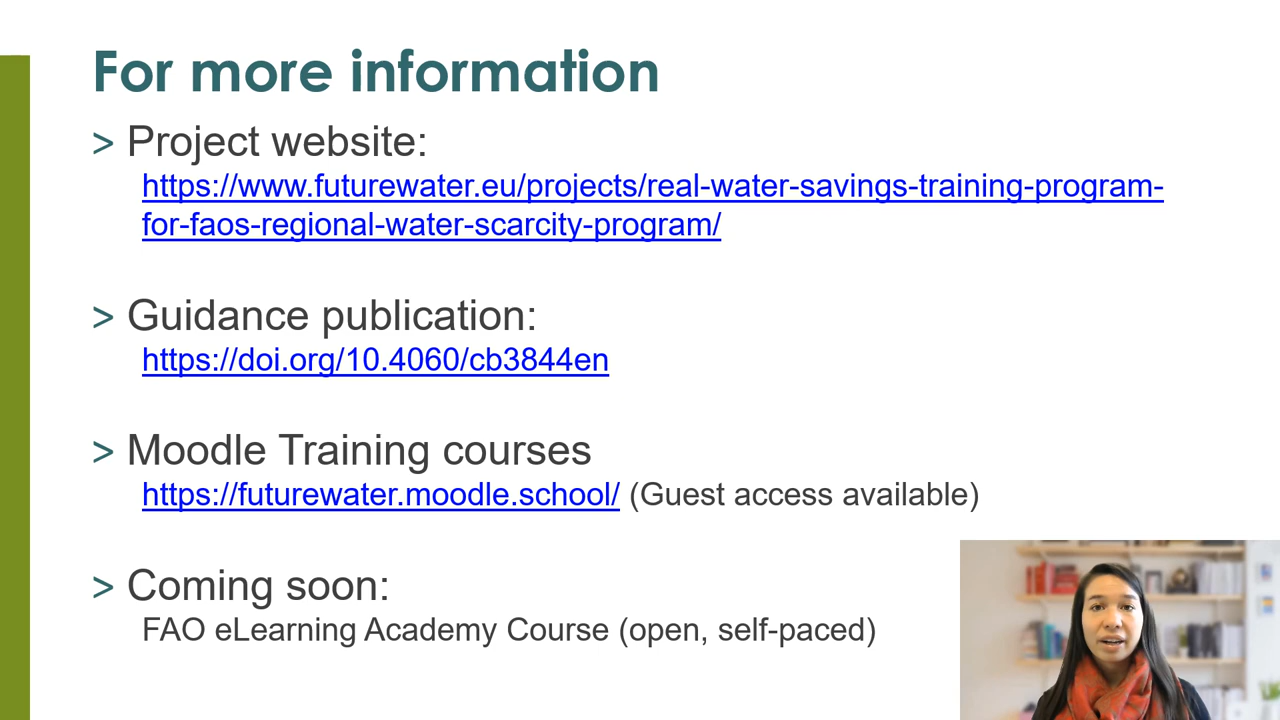 For more information
> Project website:
https://www.futurewater.eu/projects/real-water-savings-training-program-
for-faos-regional-water-scarcity-program/
> Guidance publication:
https://doi.org/10.4060/cb3844en
> Moodle Training courses
https://futurewater.moodle.school/ (Guest access available)
> Coming soon:
FAO eLearning Academy Course (open, self-paced)